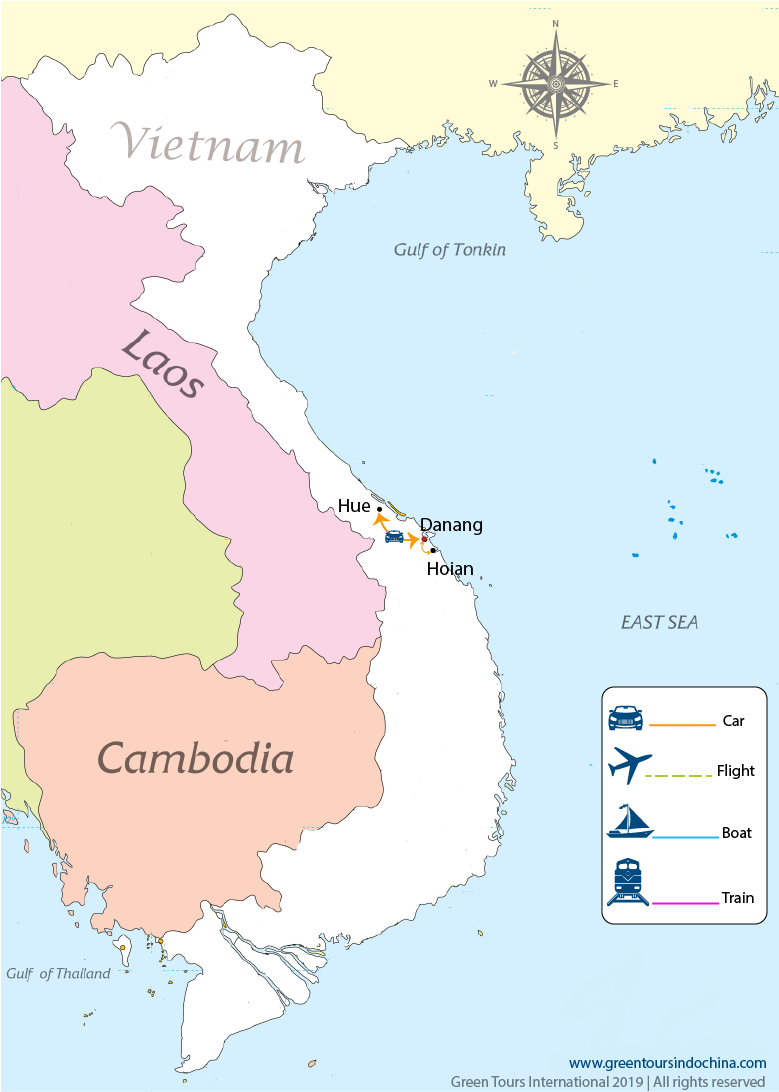 N
W
E
S
Vietnam
Gulf of Tonkin
Laos
Hue
Danang
Hoian
EAST SEA
Cambodia
Car
Flight
Boat
Train
Gulf of Thailand
www.greentoursindochina.com
Green Tours International 2019 | All rights reserved